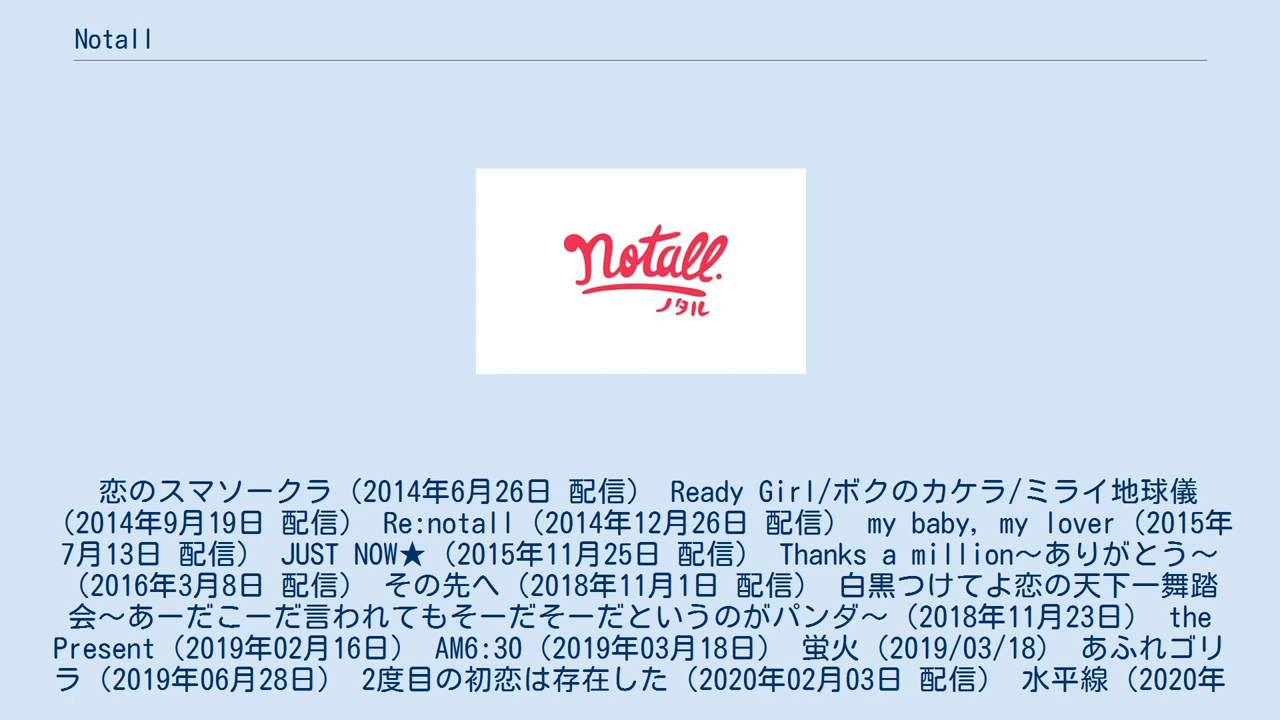 Notall
notall.
ノタル
恋のスマソークラ（2014年6月26日 配信） Ready Girl/ボクのカケラ/ミライ地球儀
（2014年9月19日 配信） Re:notall（2014年12月26日 配信） my baby, my lover（2015年
7月13日 配信） JUST NOW★（2015年11月25日 配信） Thanks a million〜ありがとう〜
（2016年3月8日 配信） その先へ（2018年11月1日 配信） 白黒つけてよ恋の天下一舞踏
会〜あーだこーだ言われてもそーだそーだというのがパンダ〜（2018年11月23日） the
Present（2019年02月16日） AM6:30（2019年03月18日） 蛍火（2019/03/18） あふれゴリ
ラ（2019年06月28日） 2度目の初恋は存在した（2020年02月03日 配信） 水平線（2020年